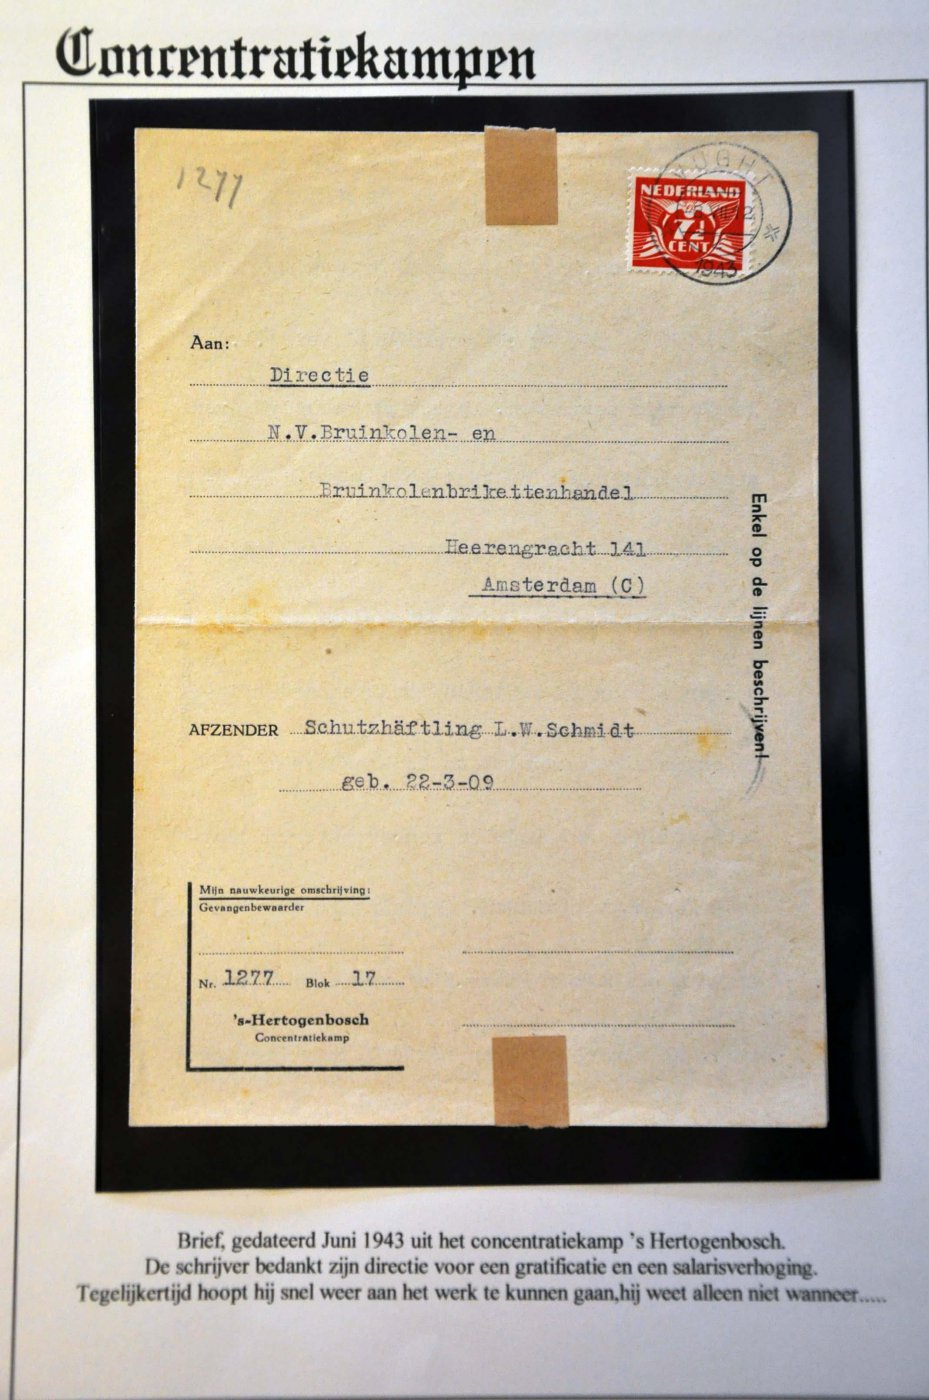 Concentratiekampen
1277
VUGHT
NEDERLAND
7½
CENT
1943
Aan:
Directie
N.V.Bruinkolen- en
Bruinkolenbrikettenhandel
Heerengracht 141
Amsterdam (C)
Enkel op de lijnen beschrijven!
AFZENDER Schutzhäftling L.W.Schmidt
geb. 22-3-09
Mijn nauwkeurige omschrijving:
Gevangenbewaarder
Nr. 1277 Blok 17
's-Hertogenbosch
Concentratiekamp
Brief, gedateerd Juni 1943 uit het concentratiekamp 's Hertogenbosch.
De schrijver bedankt zijn directie voor een gratificatie en een salarisverhoging.
Tegelijkertijd hoopt hij snel weer aan het werk te kunnen gaan,hij weet alleen niet wanneer.....